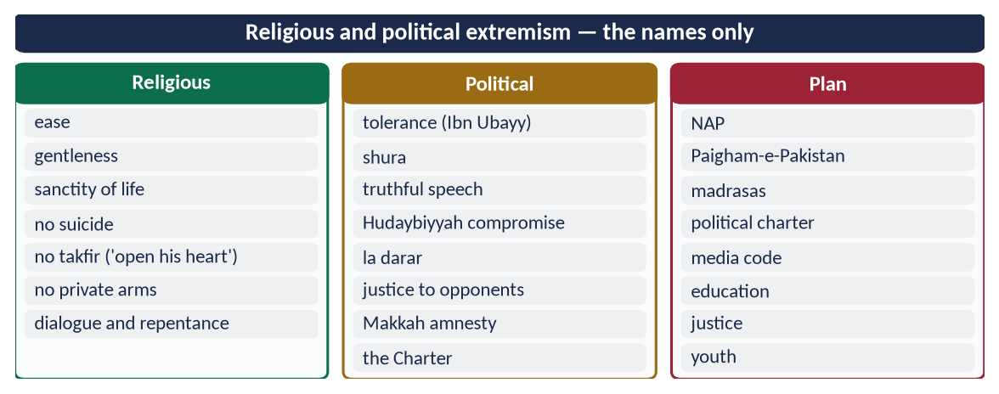 Religious and political extremism — the names only
Religious
ease
gentleness
sanctity of life
no suicide
no takfir ('open his heart')
no private arms
dialogue and repentance
Political
tolerance (Ibn Ubayy)
shura
truthful speech
Hudaybiyyah compromise
la darar
justice to opponents
Makkah amnesty
the Charter
Plan
NAP
Paigham-e-Pakistan
madrasas
political charter
media code
education
justice
youth